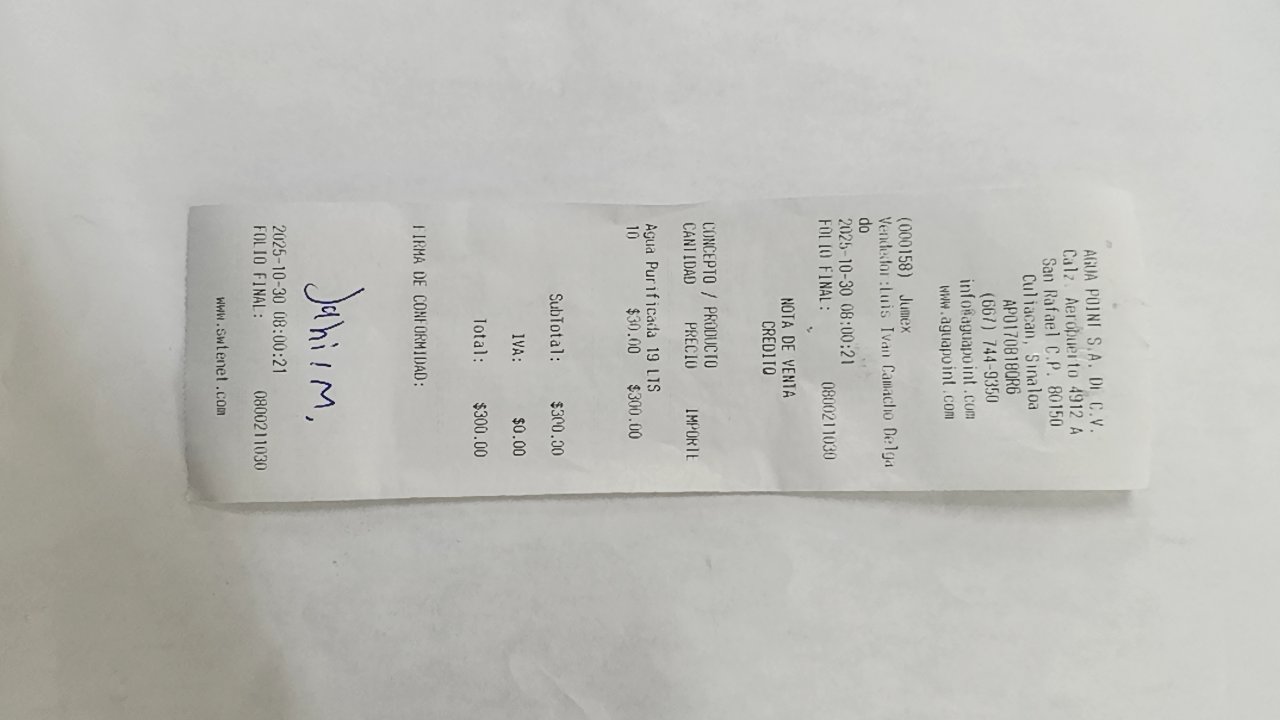 AGUA POINT S.A. DE C.V.
Calz. Aeropuerto 4912 A
San Rafael C.P. 80150
Culiacan, Sinaloa
APO170818QR6
(667) 744-9350
info@aguapoint.com
www.aguapoint.com
(000158) Jumex
Vendedor:Luis Ivan Camacho Delga
do
2025-10-30 08:00:21
FOLIO FINAL: 0800211030
NOTA DE VENTA
CREDITO
CONCEPTO / PRODUCTO
CANTIDAD PRECIO IMPORTE
Agua Purificada 19 LTS
10 $30.00 $300.00
SubTotal: $300.00
IVA: $0.00
Total: $300.00
FIRMA DE CONFORMIDAD:
Jahir M.
2025-10-30 08:00:21
FOLIO FINAL: 0800211030
www.swtenet.com